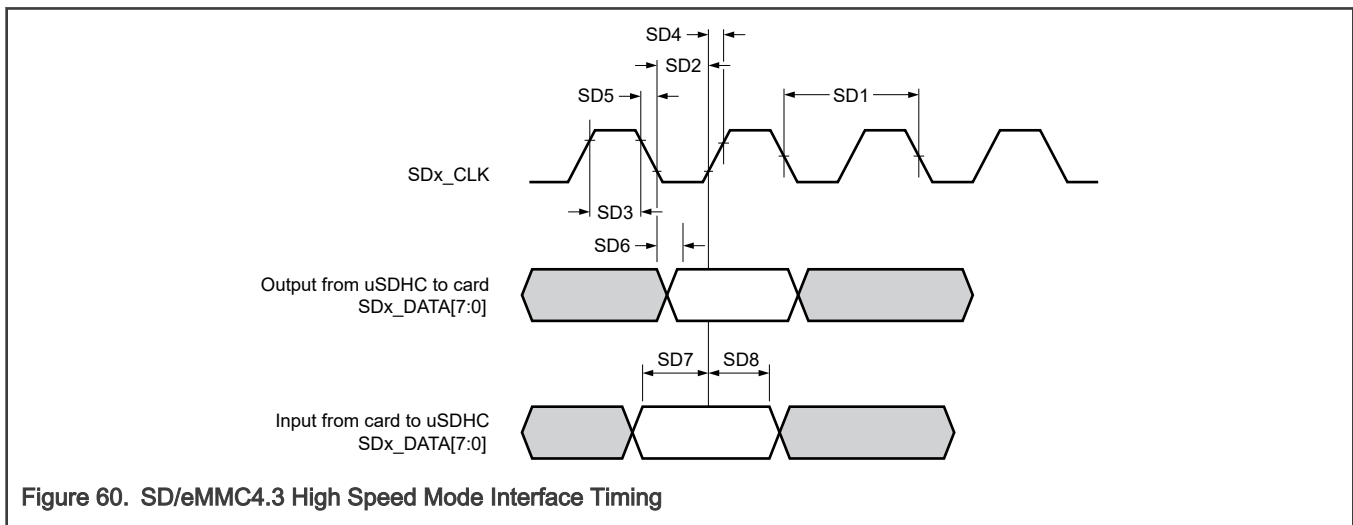 SD4
SD2
SD5
SD1
SDx_CLK
SD3
SD6
Output from uSDHC to card
SDx_DATA[7:0]
SD7
SD8
Input from card to uSDHC
SDx_DATA[7:0]
Figure 60. SD/eMMC4.3 High Speed Mode Interface Timing